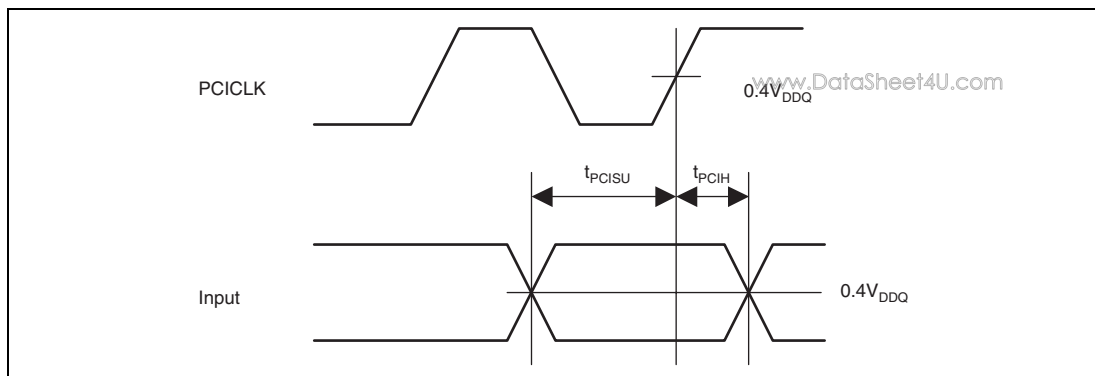 PCICLK
www.DataSheet4U.com
0.4VDDQ
tPCISU
tPCIH
Input
0.4VDDQ